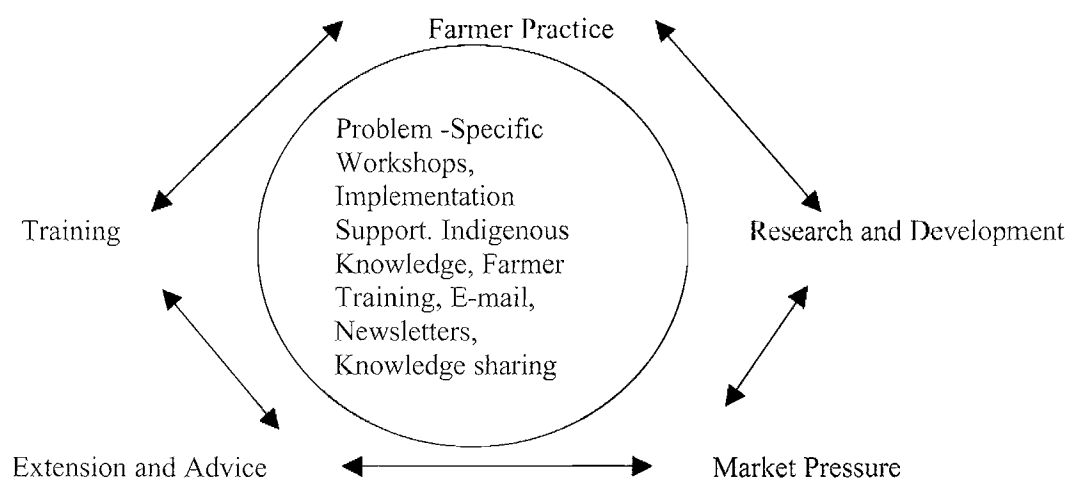 Farmer Practice
Problem -Specific
Workshops,
Implementation
Support. Indigenous
Knowledge, Farmer
Training, E-mail,
Newsletters,
Knowledge sharing
Training
Research and Development
Extension and Advice
Market Pressure